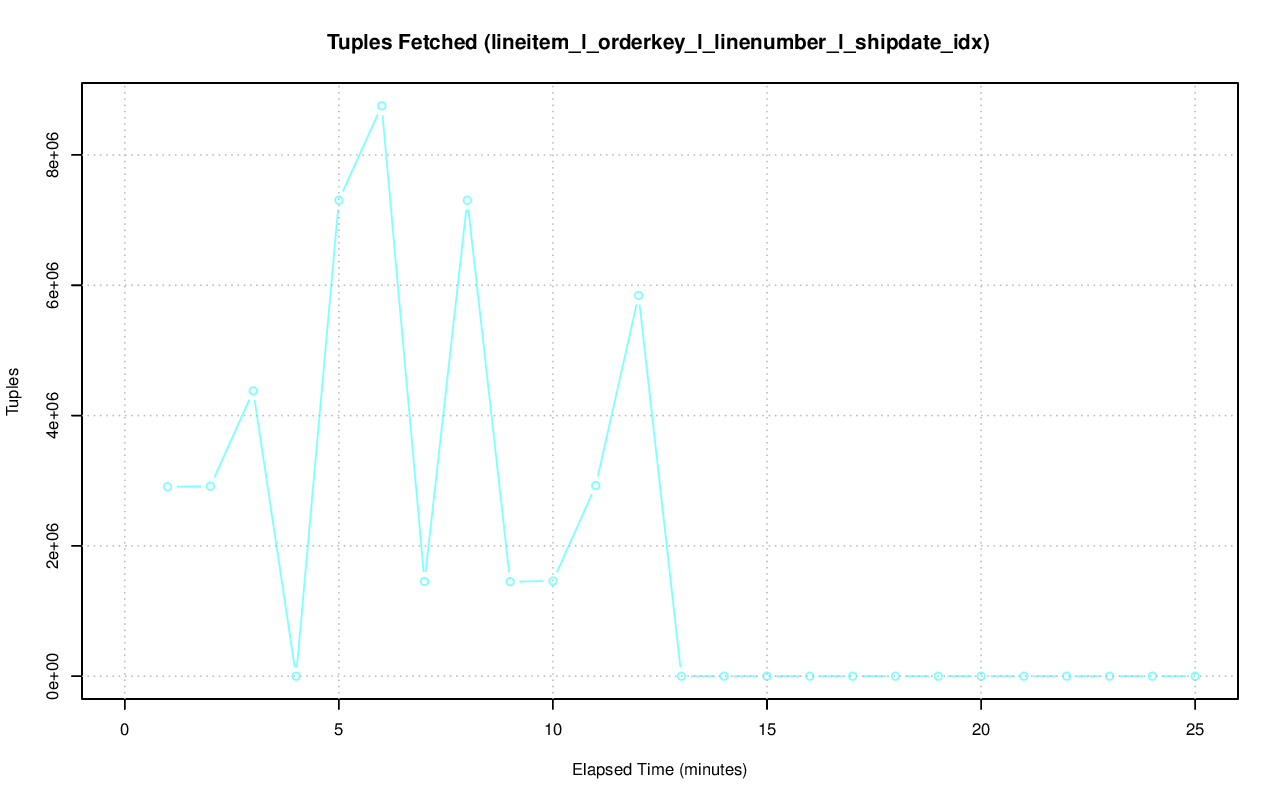 Tuples Fetched (lineitem_l_orderkey_l_linenumber_l_shipdate_idx)
Tuples
8e+06
6e+06
4e+06
2e+06
0e+00
0 5 10 15 20 25
Elapsed Time (minutes)